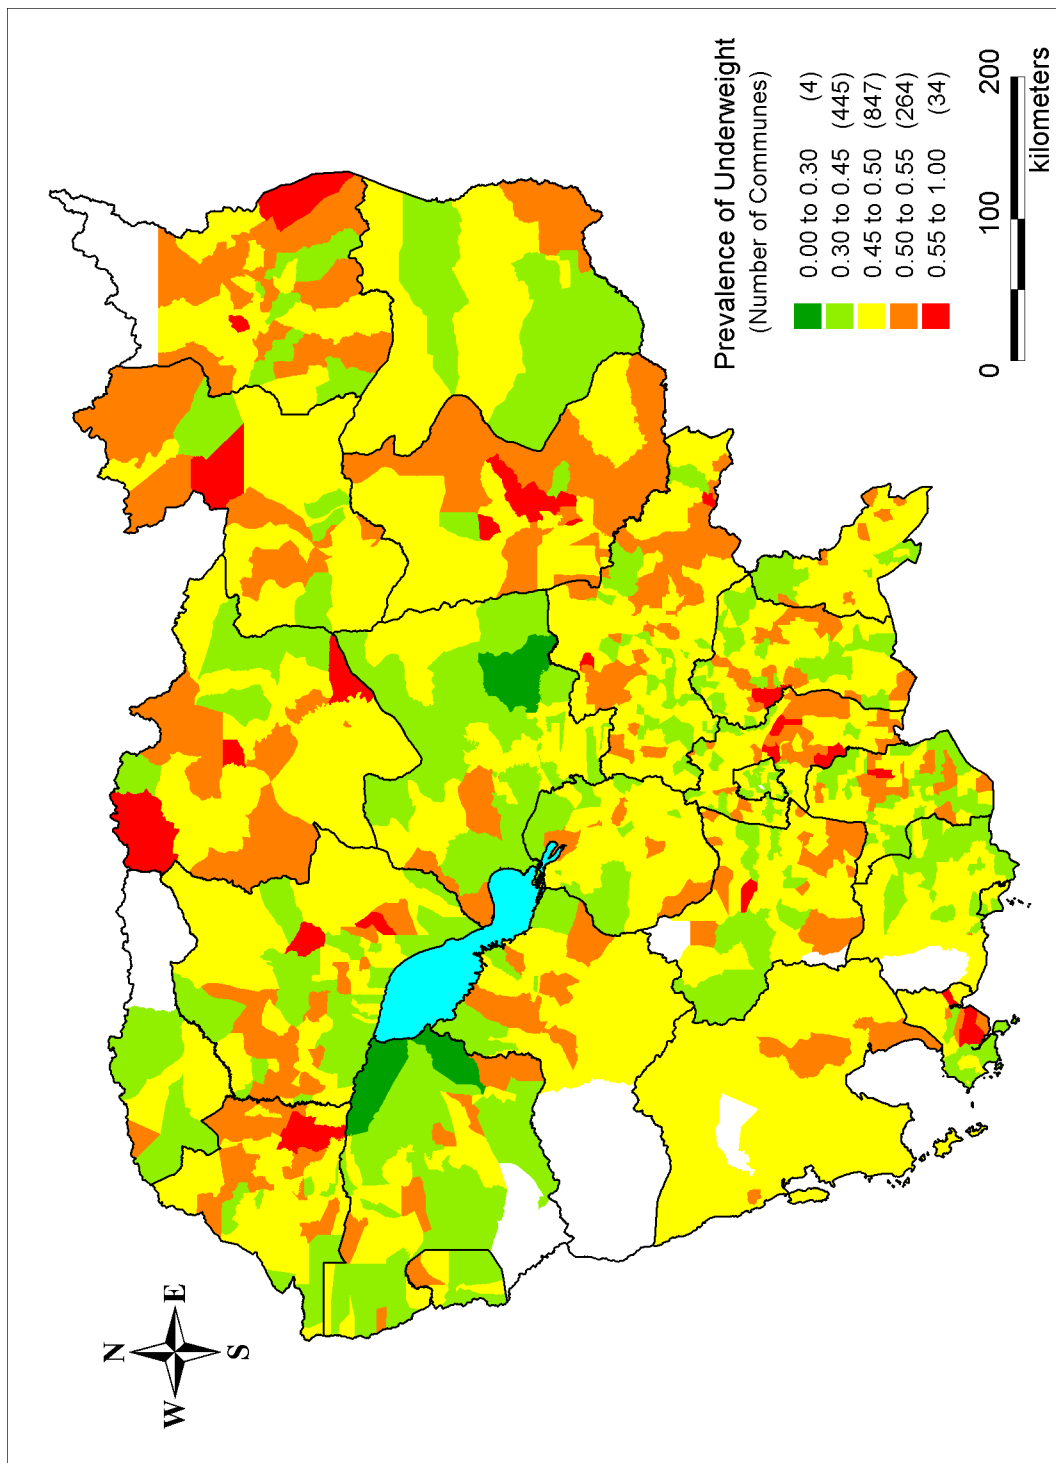 N
W
E
S
Prevalence of Underweight
(Number of Communes)
0.00 to 0.30 (4)
0.30 to 0.45 (445)
0.45 to 0.50 (847)
0.50 to 0.55 (264)
0.55 to 1.00 (34)
0 100 200
kilometers